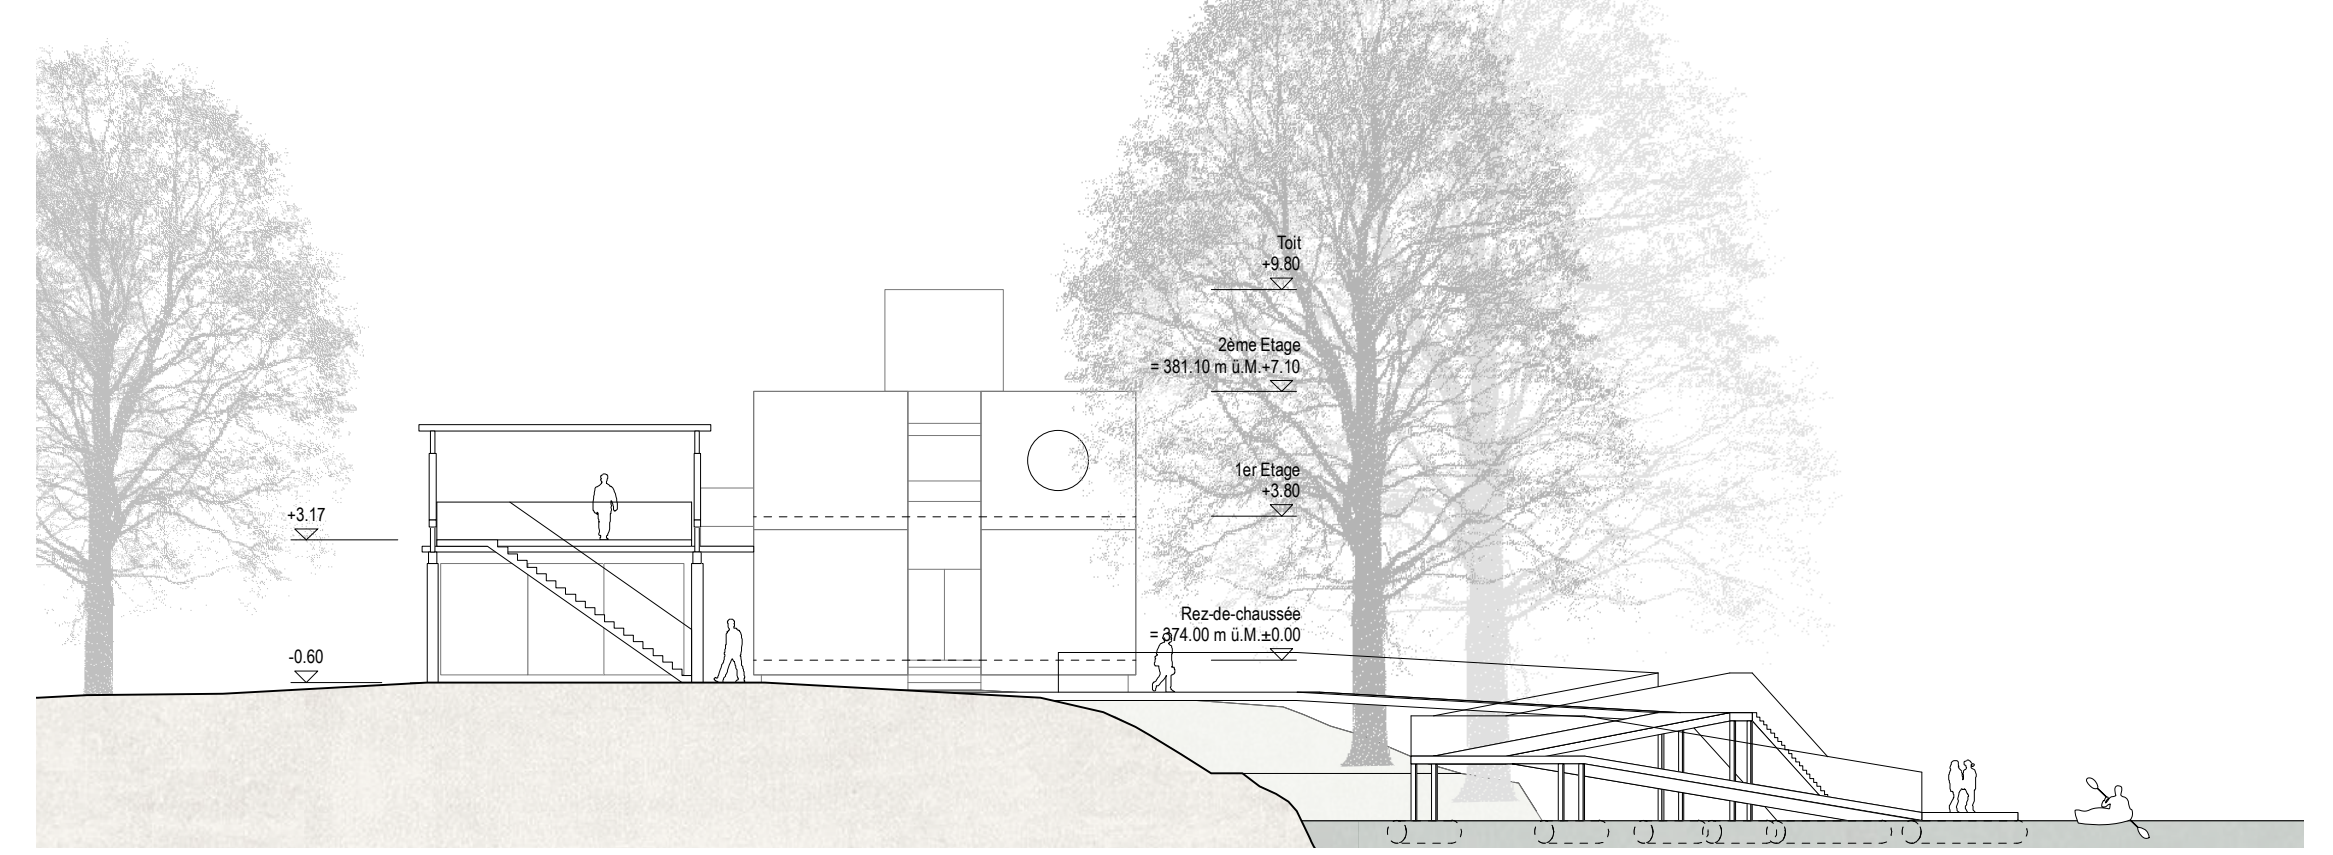 Toit
+9.80
2ème Etage
= 381.10 m ü.M.+7.10
1er Etage
+3.80
+3.17
Rez-de-chaussée
= 374.00 m ü.M.±0.00
-0.60